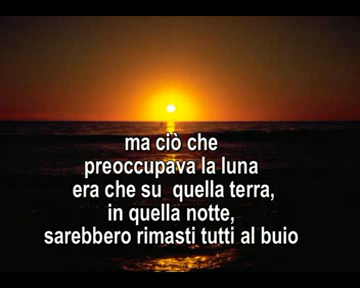 ma ciò che
preoccupava la luna
era che su quella terra,
in quella notte,
sarebbero rimasti tutti al buio